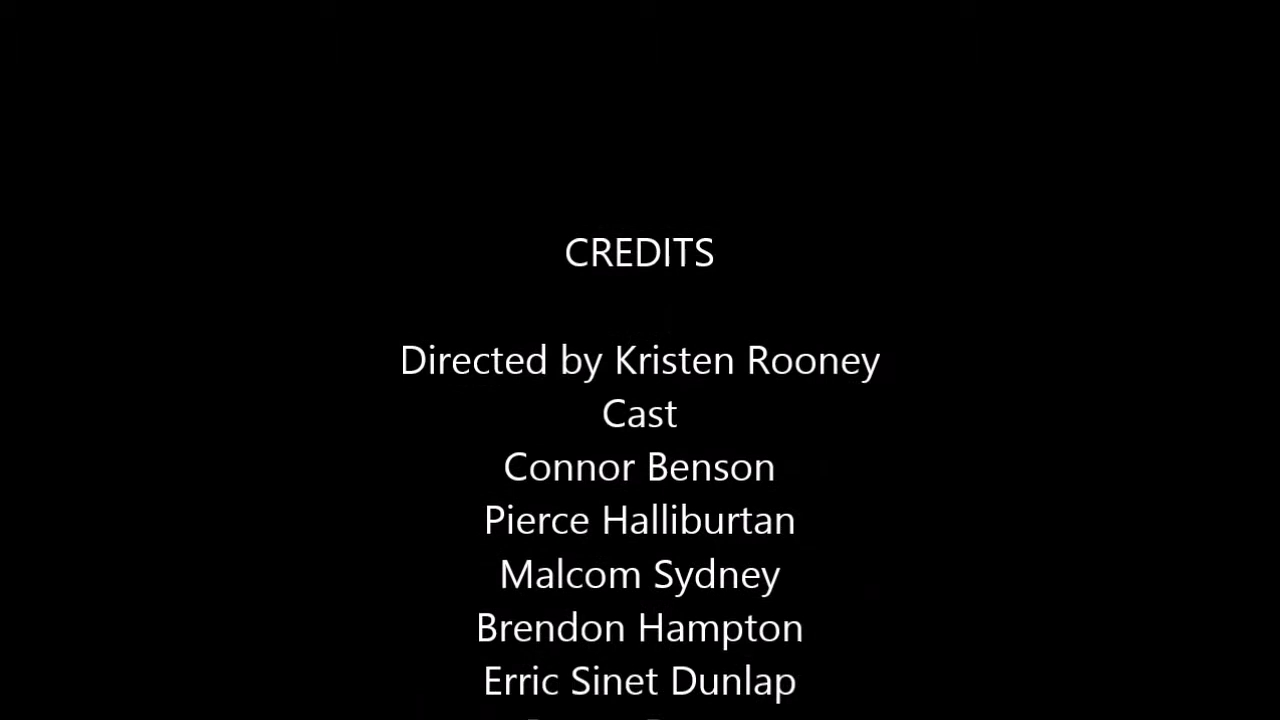 CREDITS
Directed by Kristen Rooney
Cast
Connor Benson
Pierce Halliburtan
Malcom Sydney
Brendon Hampton
Erric Sinet Dunlap